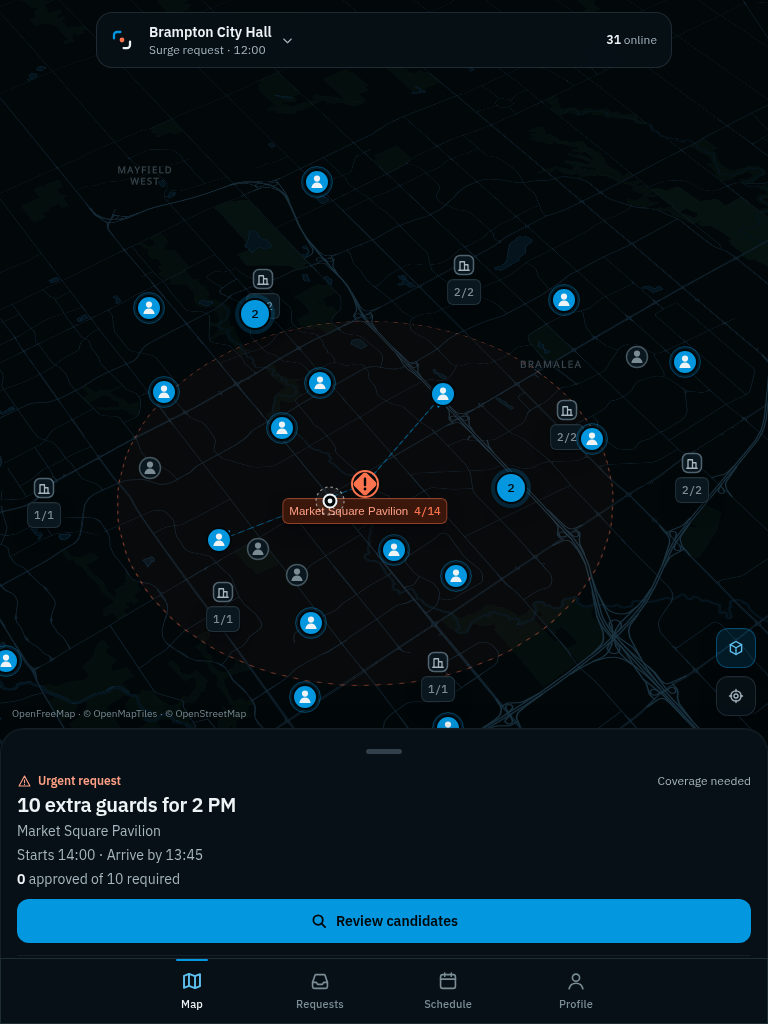 Brampton City Hall
Surge request · 12:00
31 online
MAYFIELD
WEST
2/2
2
BRAMALEA
2/2
2/2
1/1
2
Market Square Pavilion 4/14
1/1
1/1
OpenFreeMap · © OpenMapTiles · © OpenStreetMap
Urgent request
Coverage needed
10 extra guards for 2 PM
Market Square Pavilion
Starts 14:00 · Arrive by 13:45
0 approved of 10 required
Review candidates
Map
Requests
Schedule
Profile